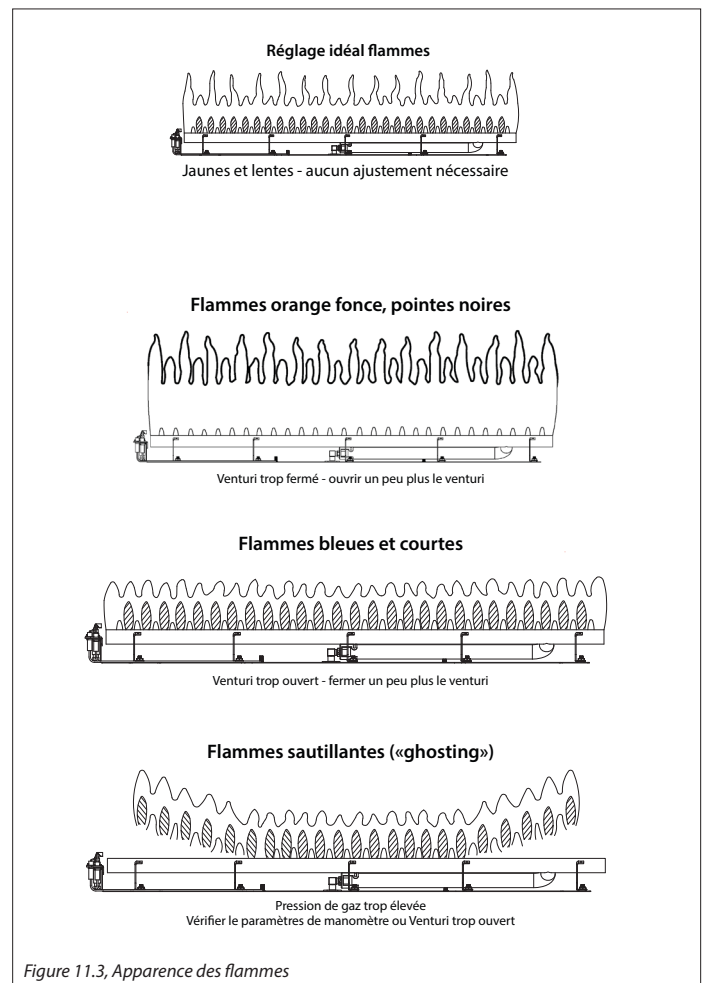 Réglage idéal flammes
Jaunes et lentes - aucun ajustement nécessaire
Flammes orange fonce, pointes noires
Venturi trop fermé - ouvrir un peu plus le venturi
Flammes bleues et courtes
Venturi trop ouvert - fermer un peu plus le venturi
Flammes sautillantes («ghosting»)
Pression de gaz trop élevée
Vérifier le paramètres de manomètre ou Venturi trop ouvert
Figure 11.3, Apparence des flammes